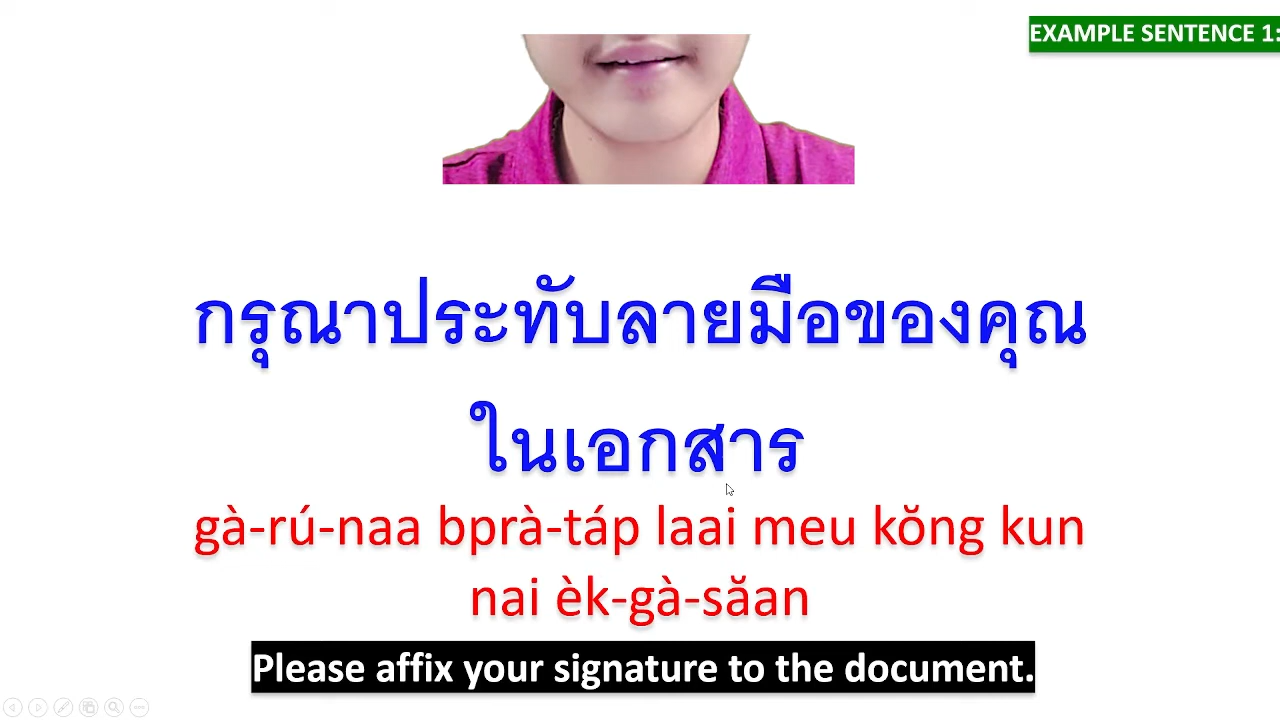 EXAMPLE SENTENCE 1:
กรุณาประทับลายมือของคุณ
ในเอกสาร
gà-rú-naa bprà-táp laai meu kŏng kun
nai èk-gà-săan
Please affix your signature to the document.